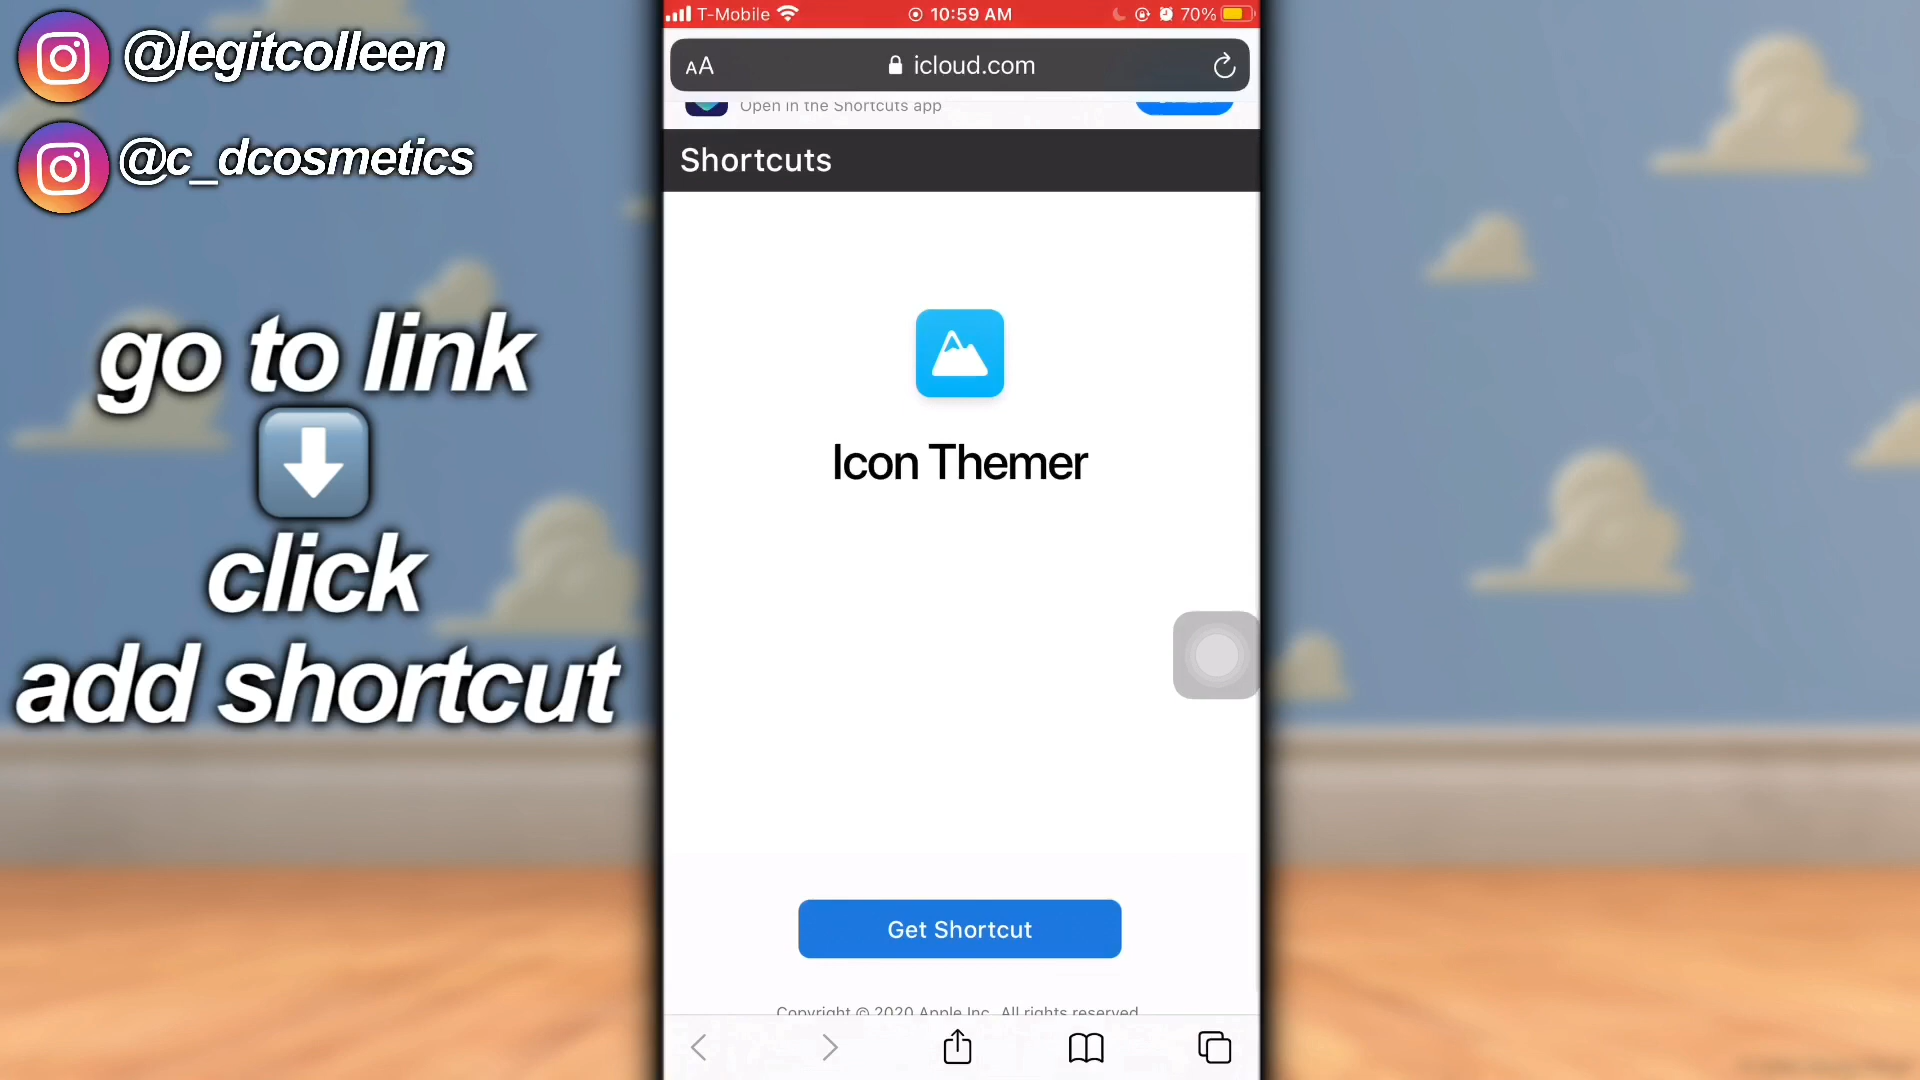 @legitcolleen
@c_dcosmetics
go to link
click
add shortcut
T-Mobile
10:59 AM
70%
AA
icloud.com
Open in the Shortcuts app
Shortcuts
Icon Themer
Get Shortcut
Copyright © 2020 Apple Inc. All rights reserved